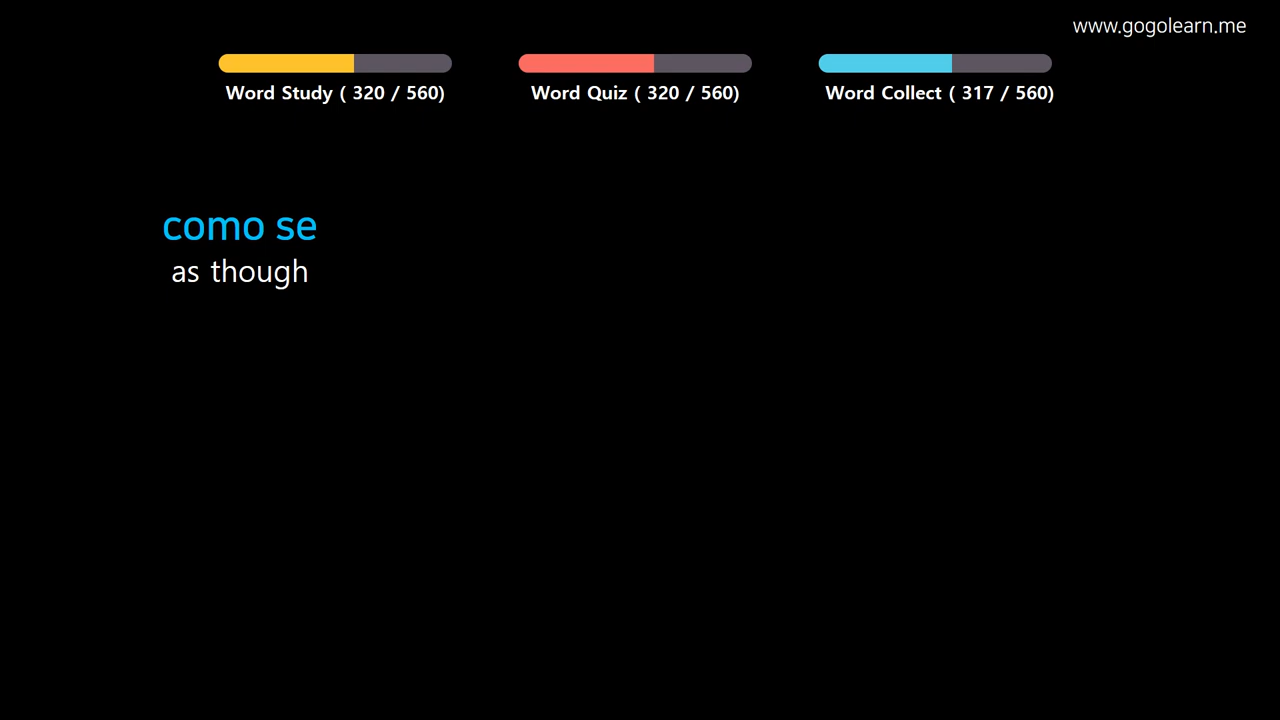 www.gogolearn.me
Word Study ( 320 / 560)
Word Quiz ( 320 / 560)
Word Collect ( 317 / 560)
como se
as though